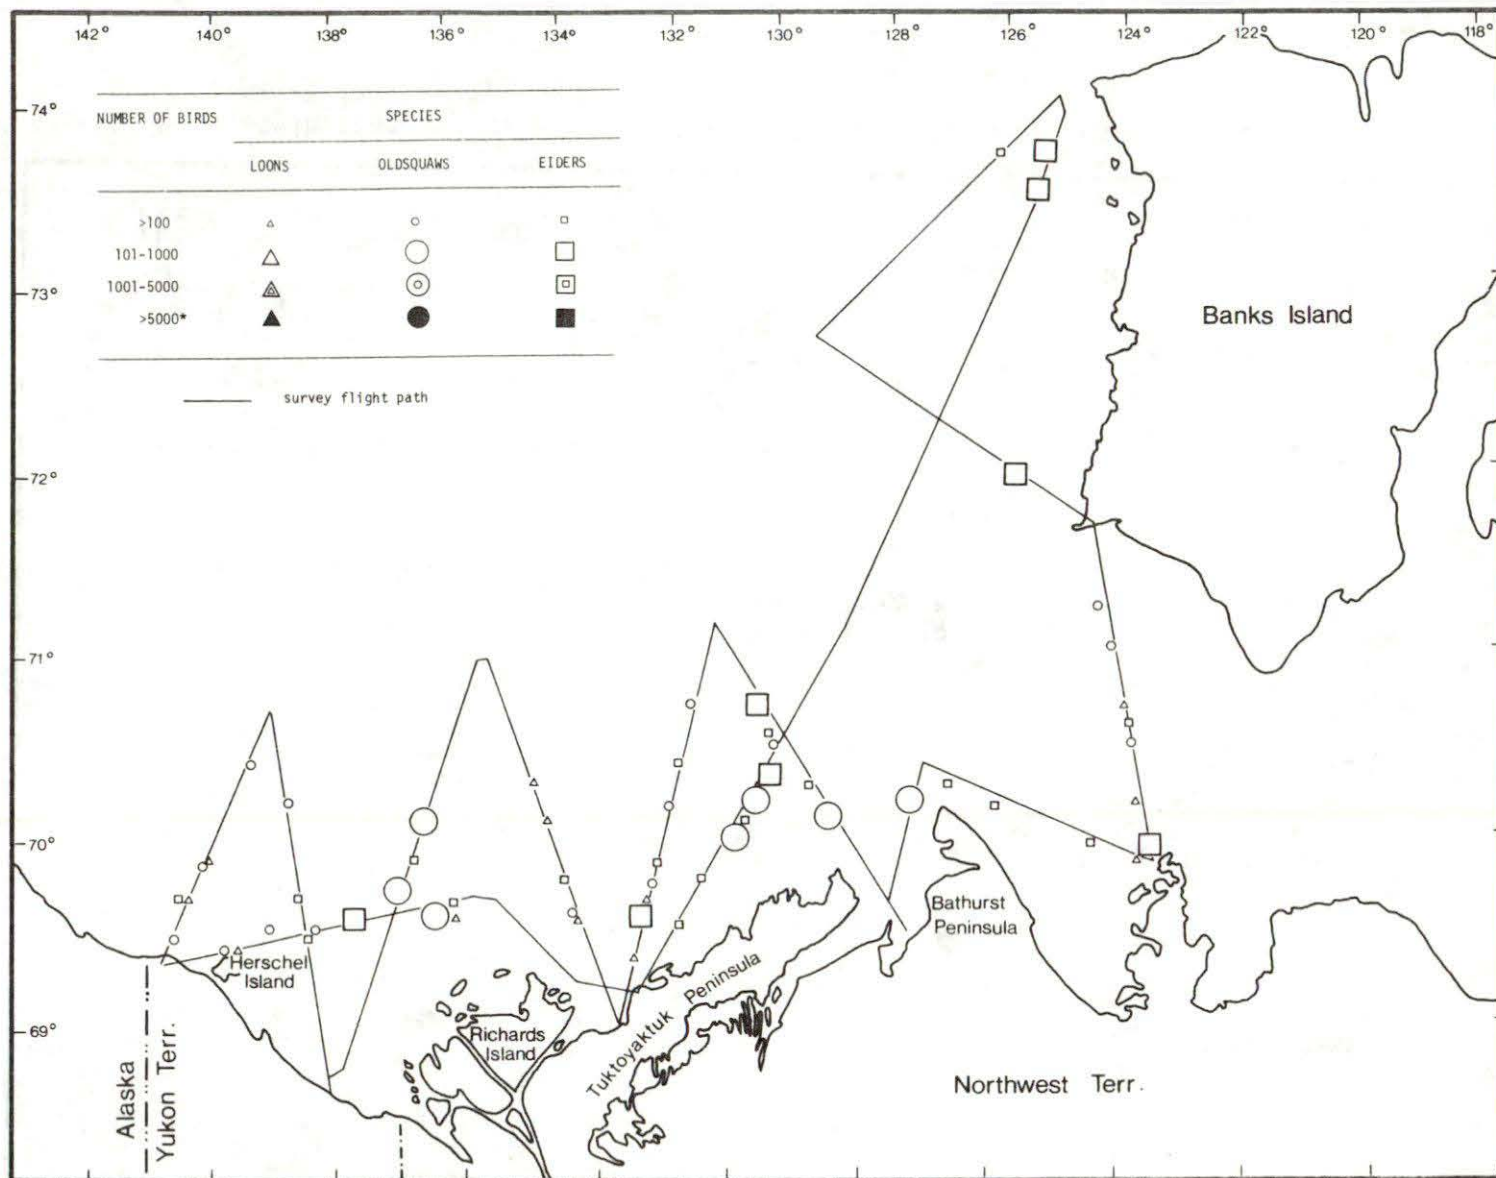 142° 140° 138° 136° 134° 132° 130° 128° 126° 124° 122° 120° 118°
74°
NUMBER OF BIRDS SPECIES
LOONS OLDSQUAWS EIDERS
>100
101-1000
1001-5000
>5000*
survey flight path
73°
Banks Island
72°
71°
70°
Bathurst
Peninsula
Herschel
Island
69°
Richards
Island
Tuktoyaktuk Peninsula
Northwest Terr.
Alaska
Yukon Terr.